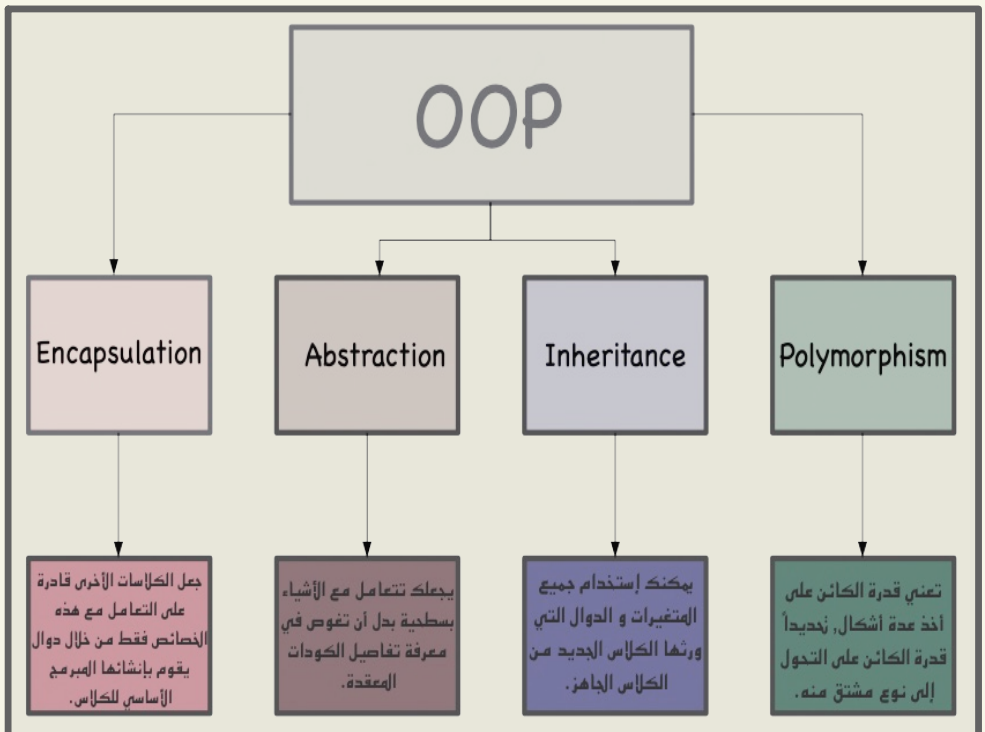 OOP
Encapsulation
Abstraction
Inheritance
Polymorphism
جعل الكلاسات الأخرى قادرة
على التعامل مع هذه
الخصائص فقط من خلال دوال
يقوم بإنشائها المبرمج
الأساسي للكلاس.
يجعلك تتعامل مع الأشياء
بسطحية بدل أن تغوص في
معرفة تفاصيل الكودات
المعقدة.
يمكنك إستخدام جميع
المتغيرات و الدوال التي
ورثها الكلاس الجديد من
الكلاس الجاهز.
تعني قدرة الكائن على
أخذ عدة أشكال, تحديداً
قدرة الكائن على التحول
إلى نوع مشتق منه.